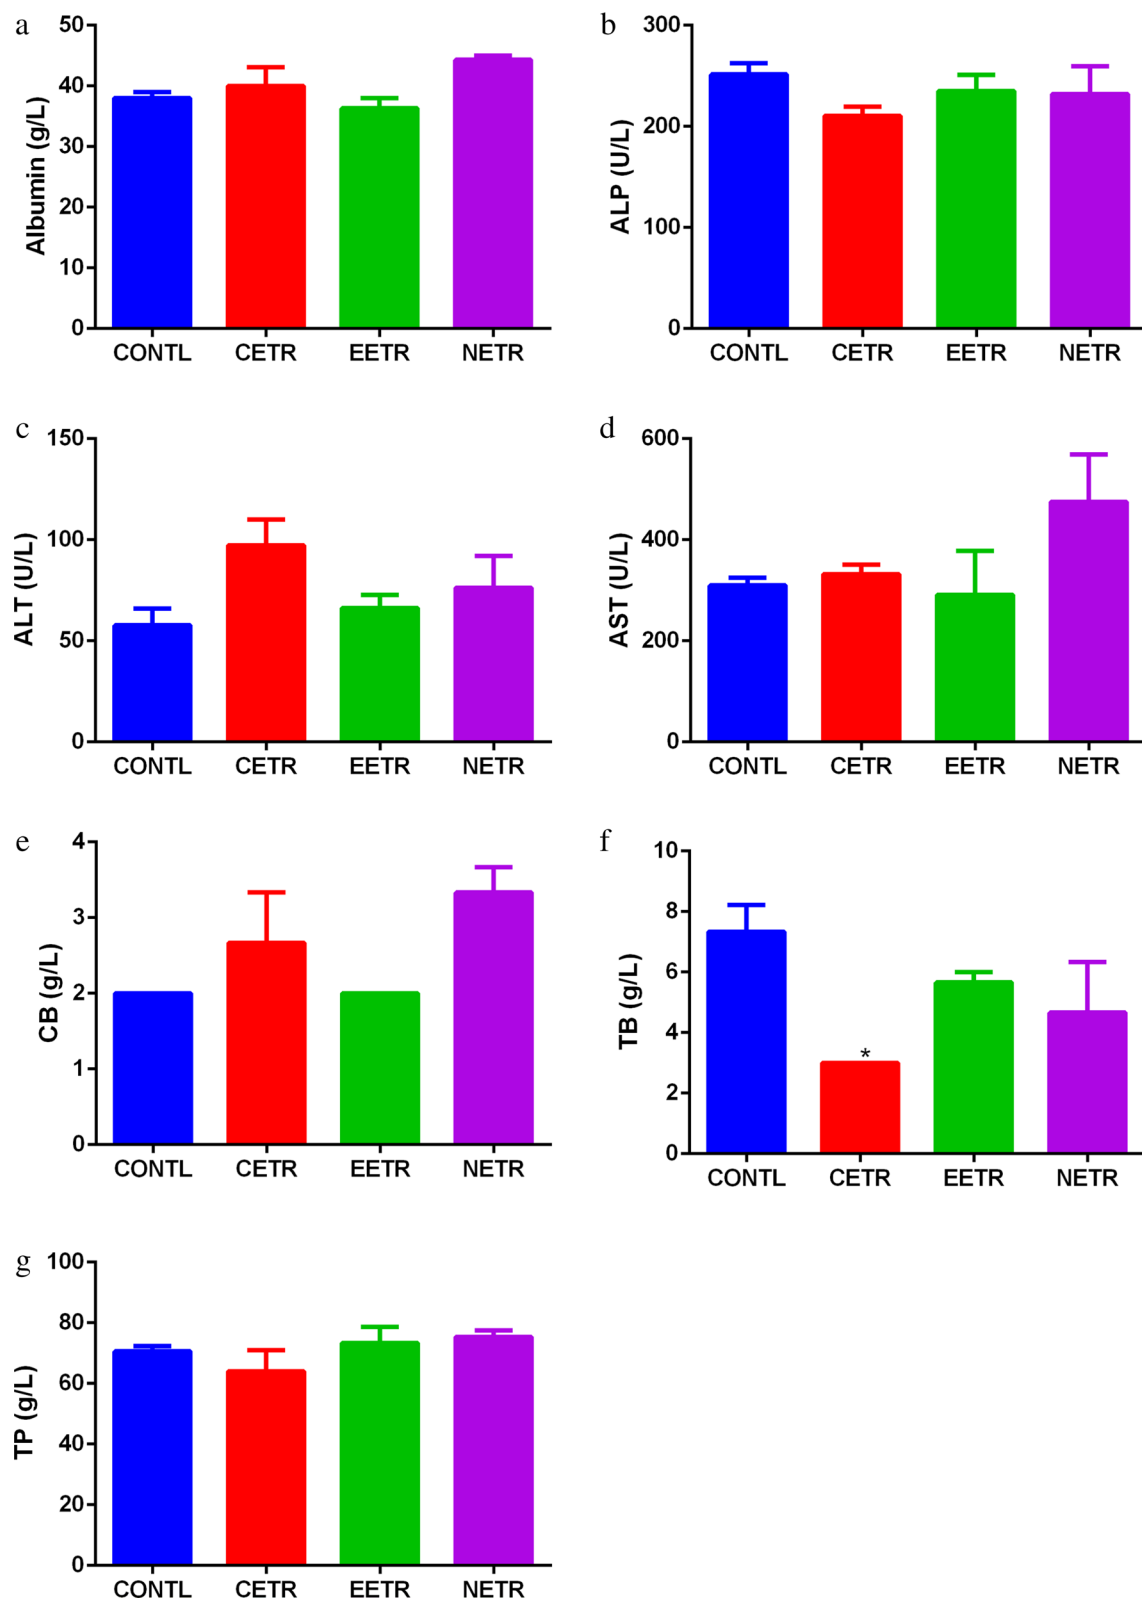 a
50
40
30
20
10
0
Albumin (g/L)
CONTL CETR EETR NETR
b
300
200
100
0
ALP (U/L)
CONTL CETR EETR NETR
c
150
100
50
0
ALT (U/L)
CONTL CETR EETR NETR
d
600
400
200
0
AST (U/L)
CONTL CETR EETR NETR
e
4
3
2
1
0
CB (g/L)
CONTL CETR EETR NETR
f
10
8
6
4
2
0
TB (g/L)
*
CONTL CETR EETR NETR
g
100
80
60
40
20
0
TP (g/L)
CONTL CETR EETR NETR